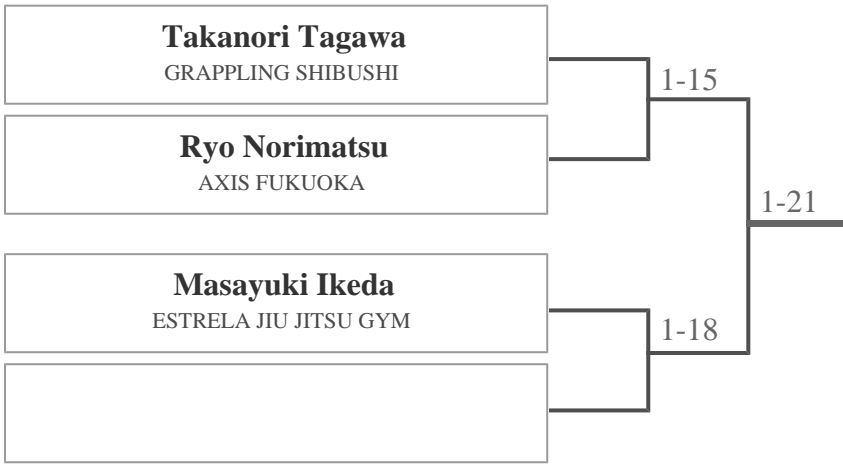 Takanori Tagawa
GRAPPLING SHIBUSHI
1-15
Ryo Norimatsu
AXIS FUKUOKA
1-21
Masayuki Ikeda
ESTRELA JIU JITSU GYM
1-18